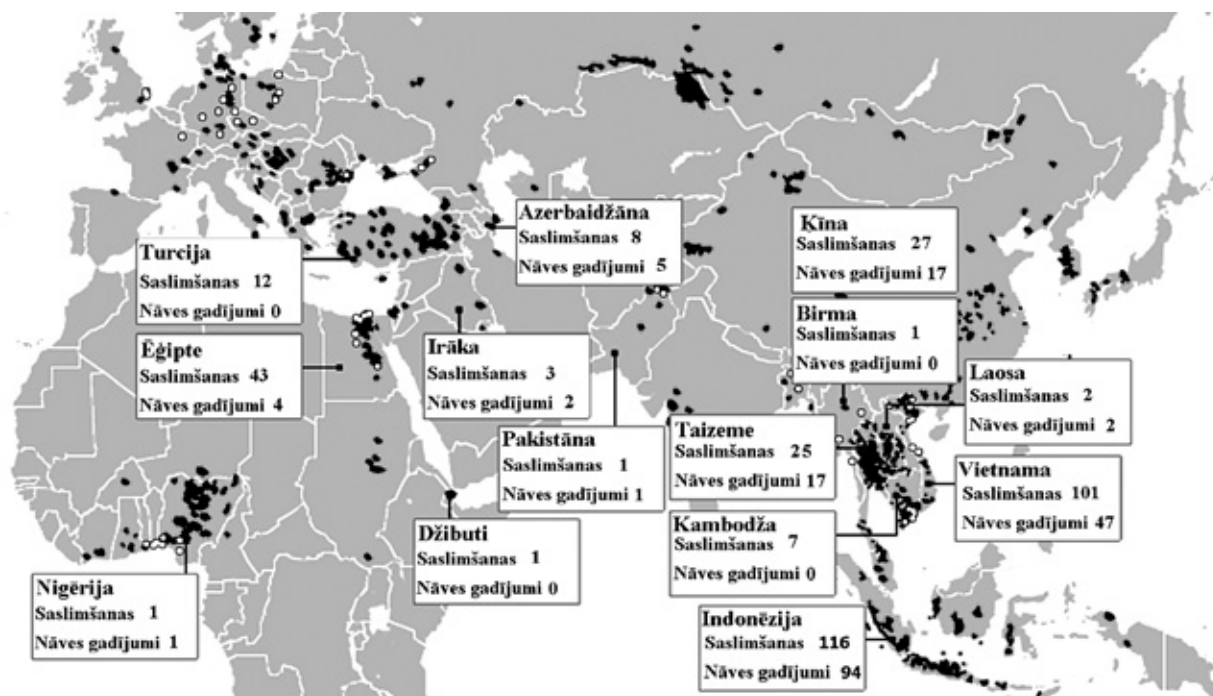 Azerbaidžāna
Saslimšanas 8
Nāves gadījumi 5
Ķīna
Saslimšanas 27
Nāves gadījumi 17
Turcija
Saslimšanas 12
Nāves gadījumi 0
Birma
Saslimšanas 1
Nāves gadījumi 0
Ēģipte
Saslimšanas 43
Nāves gadījumi 4
Irāka
Saslimšanas 3
Nāves gadījumi 2
Laosa
Saslimšanas 2
Nāves gadījumi 2
Pakistāna
Saslimšanas 1
Nāves gadījumi 1
Taizeme
Saslimšanas 25
Nāves gadījumi 17
Vietnama
Saslimšanas 101
Nāves gadījumi 47
Džibuti
Saslimšanas 1
Nāves gadījumi 0
Kambodža
Saslimšanas 7
Nāves gadījumi 0
Nigērija
Saslimšanas 1
Nāves gadījumi 1
Indonēzija
Saslimšanas 116
Nāves gadījumi 94